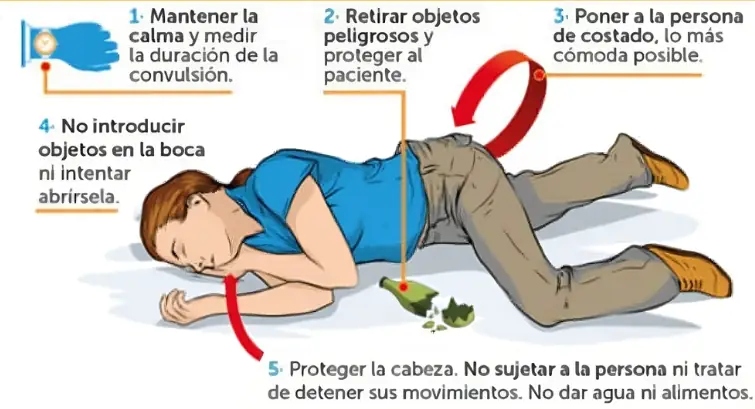 1· Mantener la
calma y medir
la duración de la
convulsión.
2· Retirar objetos
peligrosos y
proteger al
paciente.
3· Poner a la persona
de costado, lo más
cómoda posible.
4· No introducir
objetos en la boca
ni intentar
abrírsela.
5· Proteger la cabeza. No sujetar a la persona ni tratar
de detener sus movimientos. No dar agua ni alimentos.